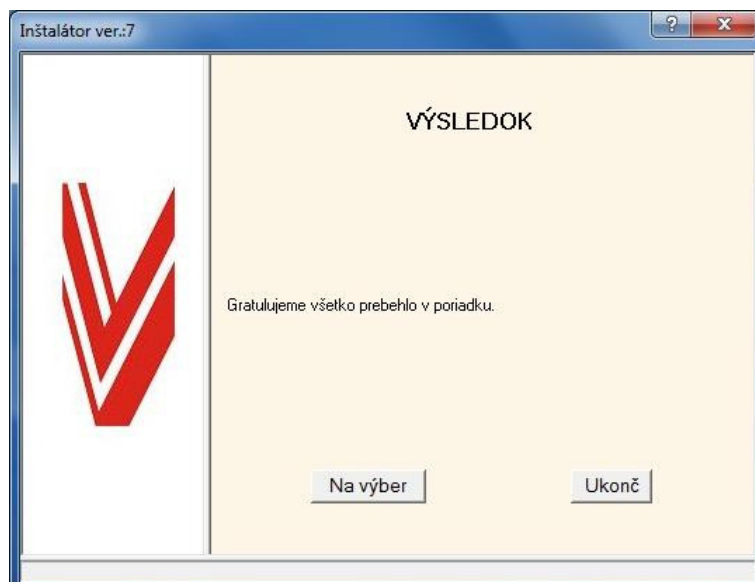 Inštalátor ver.:7
VÝSLEDOK
Gratulujeme všetko prebehlo v poriadku.
Na výber
Ukonč